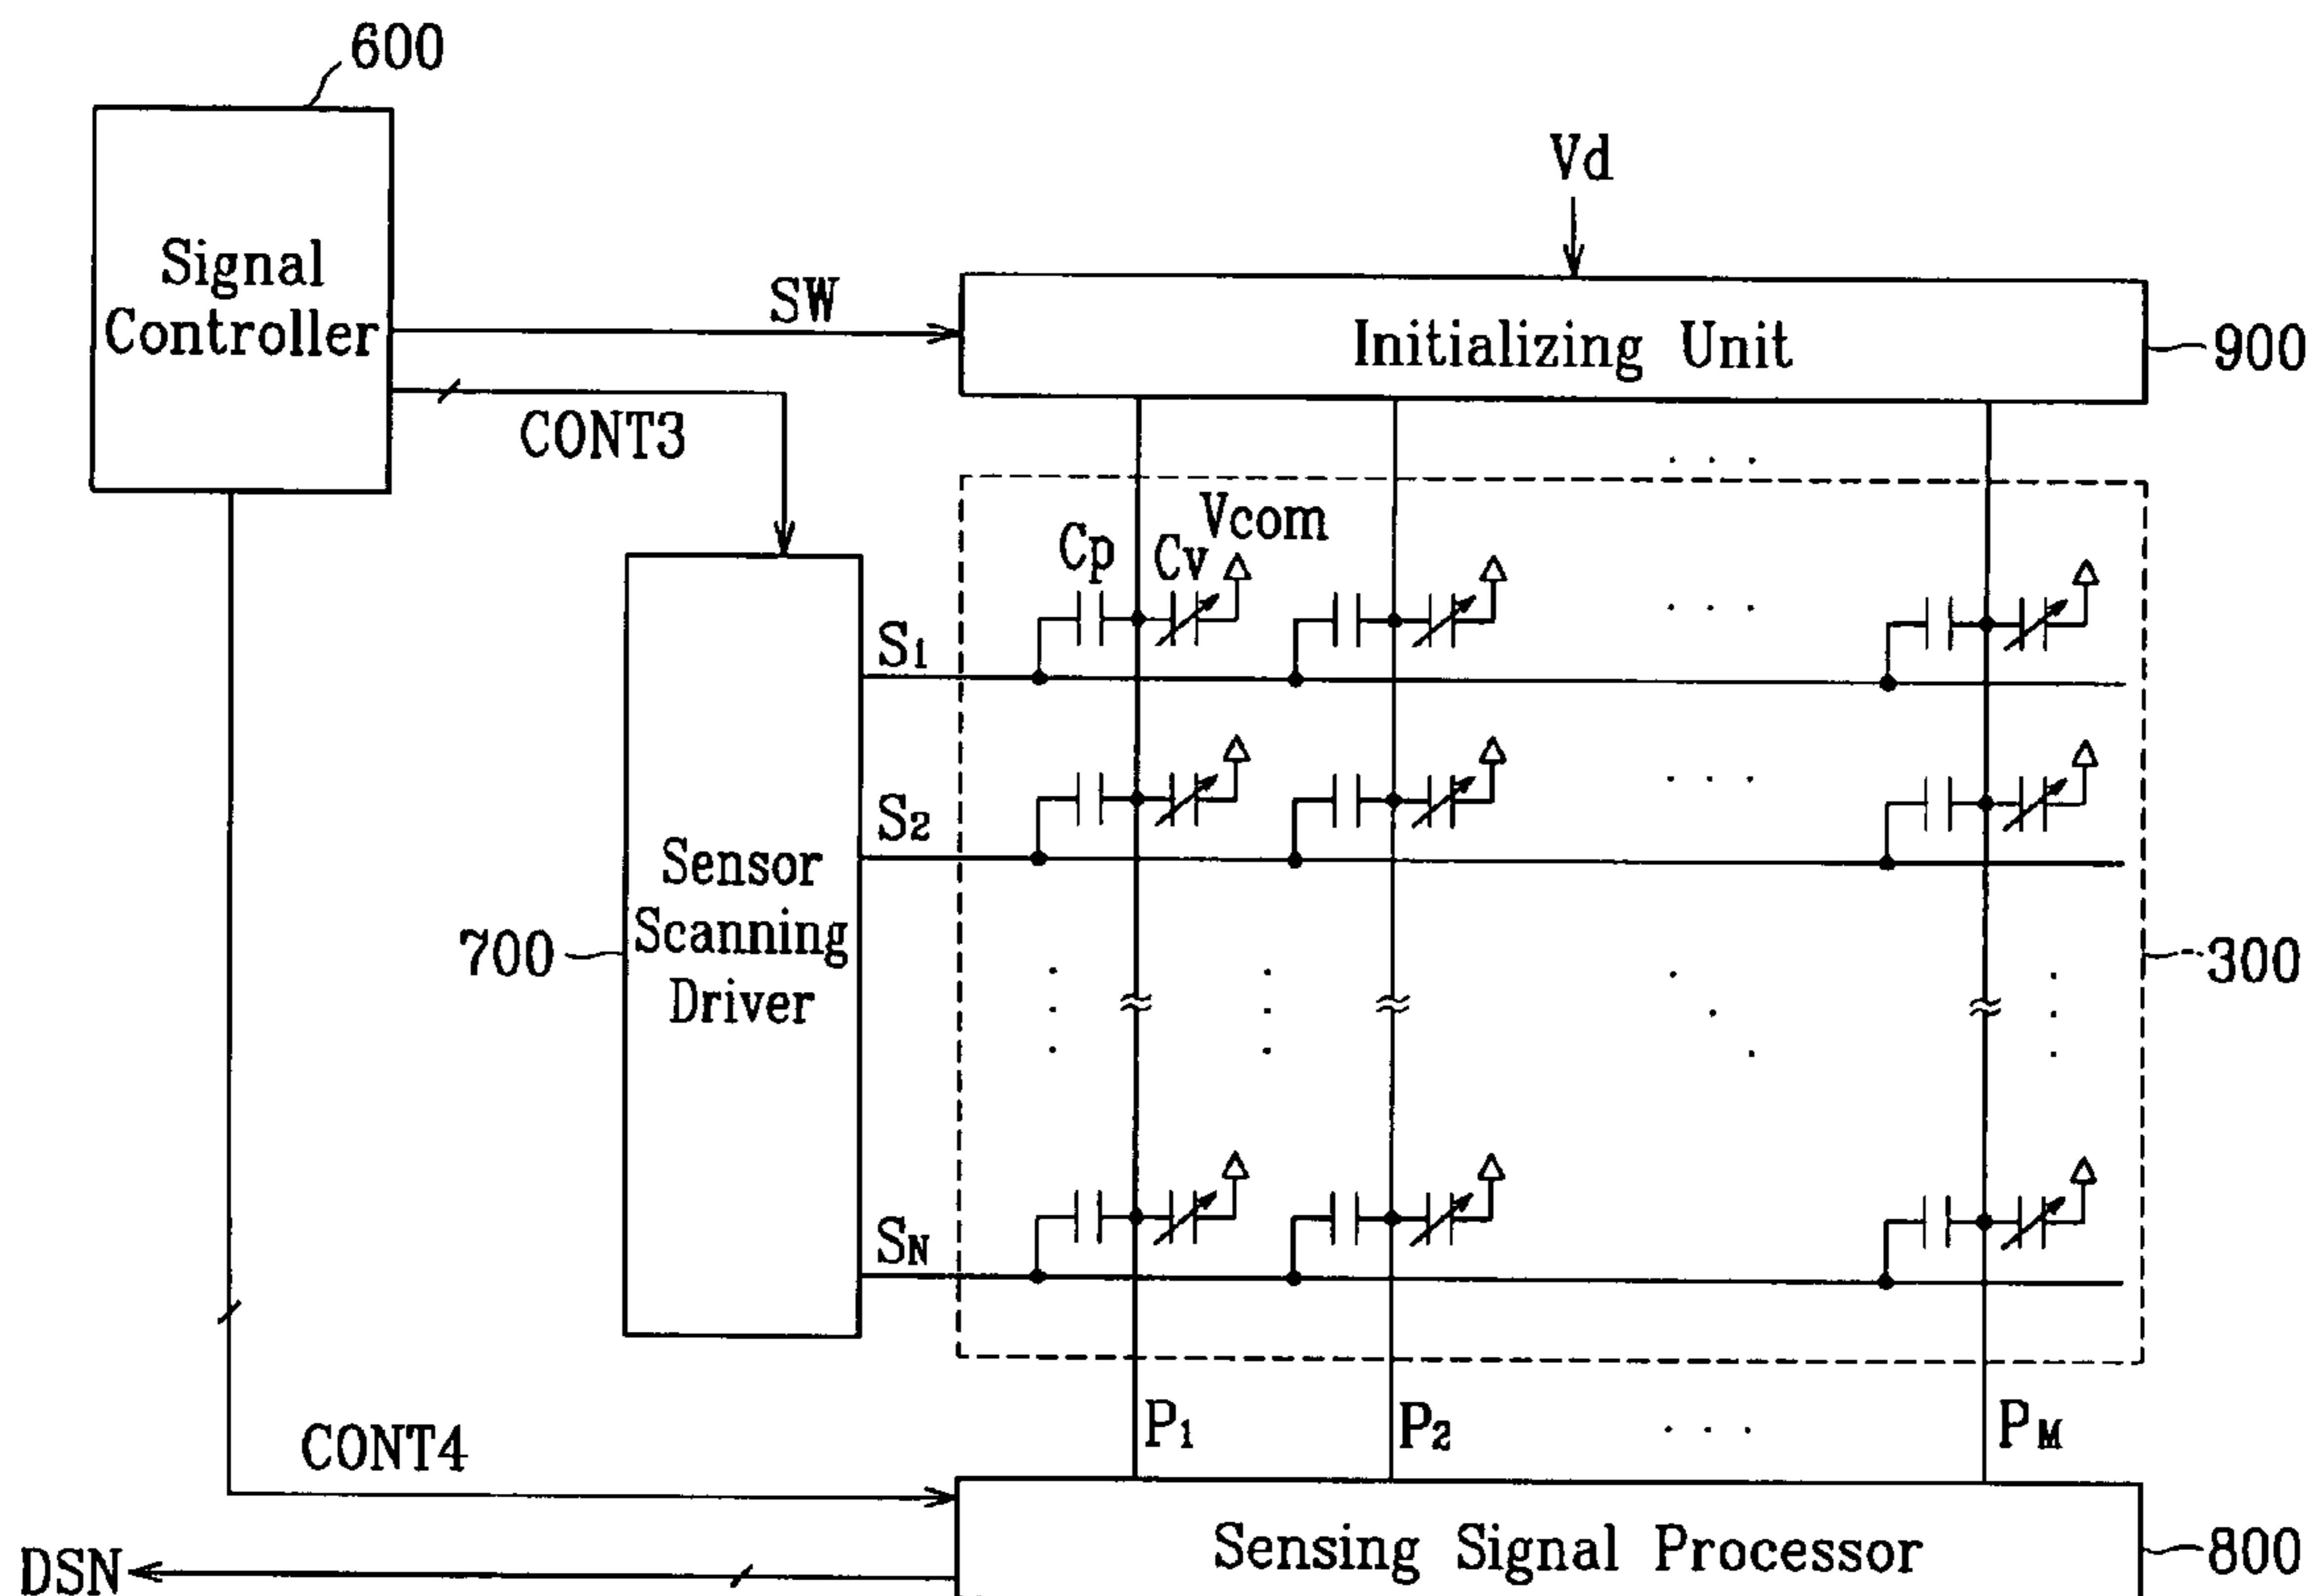 600
Vd
Signal
Controller
SW
Initializing Unit
900
CONT3
Vcom
Cp
Cv
S1
S2
Sensor
Scanning
Driver
700
300
SN
P1
P2
PM
CONT4
Sensing Signal Processor
800
DSN